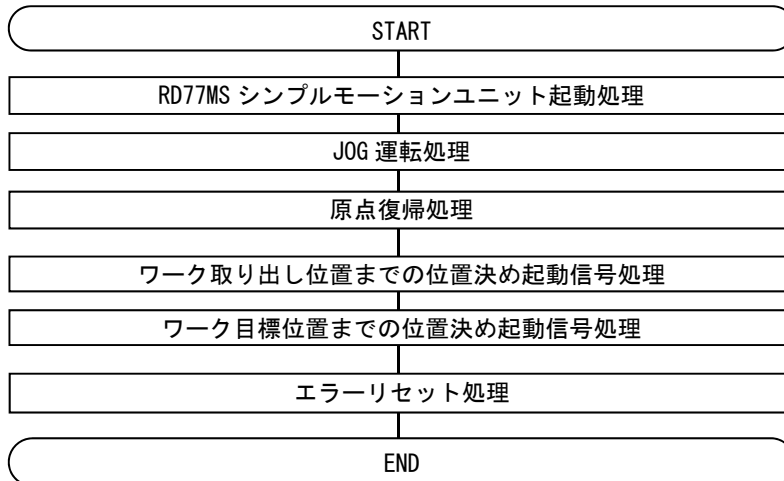 START
RD77MS シンプルモーションユニット起動処理
JOG 運転処理
原点復帰処理
ワーク取り出し位置までの位置決め起動信号処理
ワーク目標位置までの位置決め起動信号処理
エラーリセット処理
END